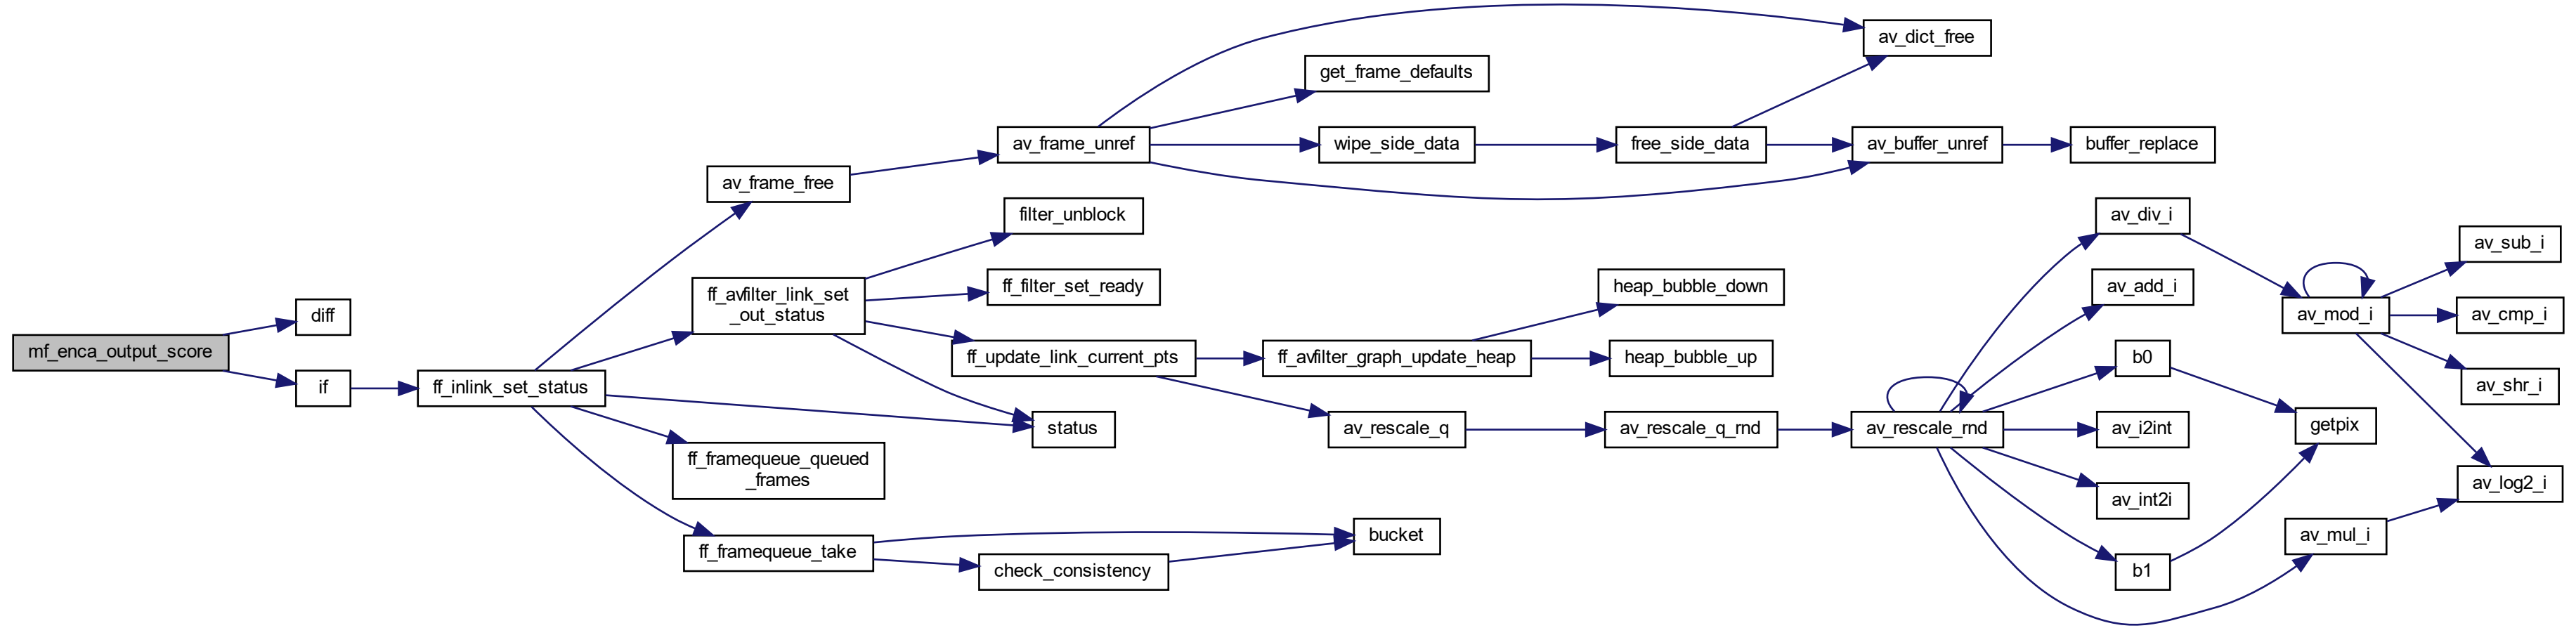 mf_enca_output_score
diff
if
ff_inlink_set_status
av_frame_free
ff_avfilter_link_set
_out_status
ff_framequeue_queued
_frames
ff_framequeue_take
av_frame_unref
filter_unblock
ff_filter_set_ready
ff_update_link_current_pts
status
check_consistency
get_frame_defaults
wipe_side_data
ff_avfilter_graph_update_heap
av_rescale_q
bucket
free_side_data
heap_bubble_down
heap_bubble_up
av_rescale_q_rnd
av_dict_free
av_buffer_unref
av_rescale_rnd
buffer_replace
av_div_i
av_add_i
b0
av_i2int
av_int2i
b1
av_mod_i
getpix
av_mul_i
av_sub_i
av_cmp_i
av_shr_i
av_log2_i